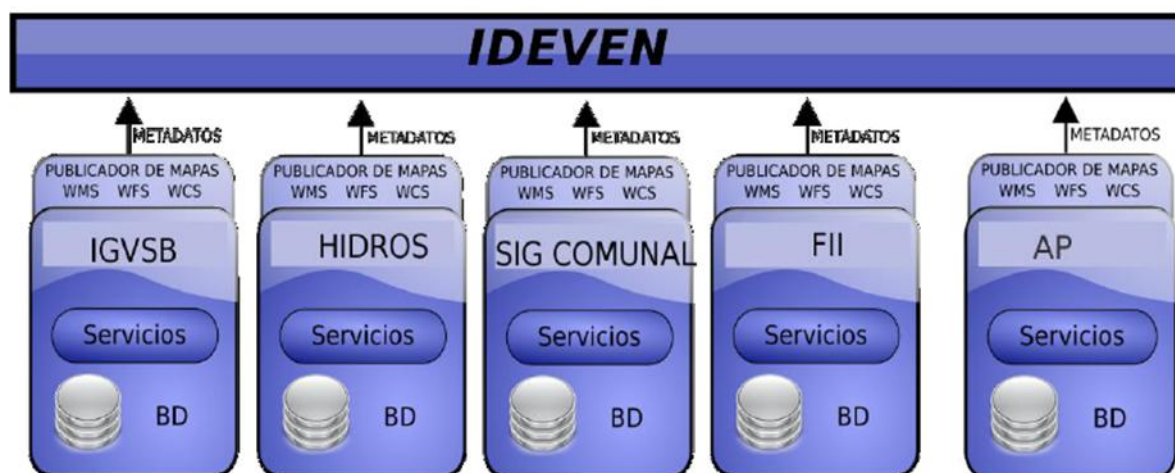 IDEVEN
METADATOS METADATOS METADATOS METADATOS METADATOS
PUBLICADOR DE MAPAS PUBLICADOR DE MAPAS PUBLICADOR DE MAPAS PUBLICADOR DE MAPAS PUBLICADOR DE MAPAS
WMS WFS WCS WMS WFS WCS WMS WFS WCS WMS WFS WCS WMS WFS WCS
IGVSB HIDROS SIG COMUNAL FII AP
Servicios Servicios Servicios Servicios Servicios
BD BD BD BD BD